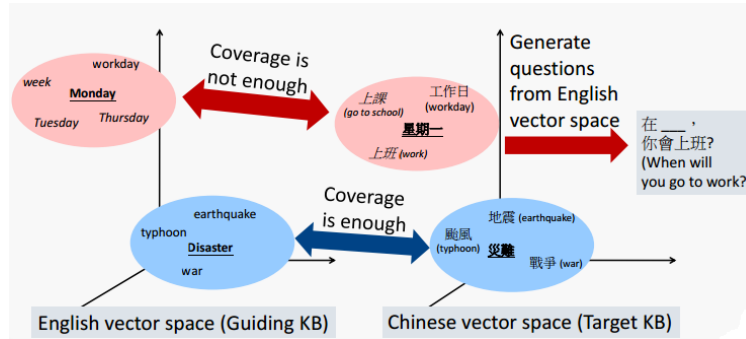 week
workday
Monday
Tuesday
Thursday
Coverage is
not enough
上課
(go to school)
工作日
(workday)
星期一
上班 (work)
Generate
questions
from English
vector space
在 ___，
你會上班?
(When will
you go to work?
earthquake
typhoon
Disaster
war
Coverage
is enough
地震 (earthquake)
颱風
(typhoon)
災難
戰爭 (war)
English vector space (Guiding KB)
Chinese vector space (Target KB)